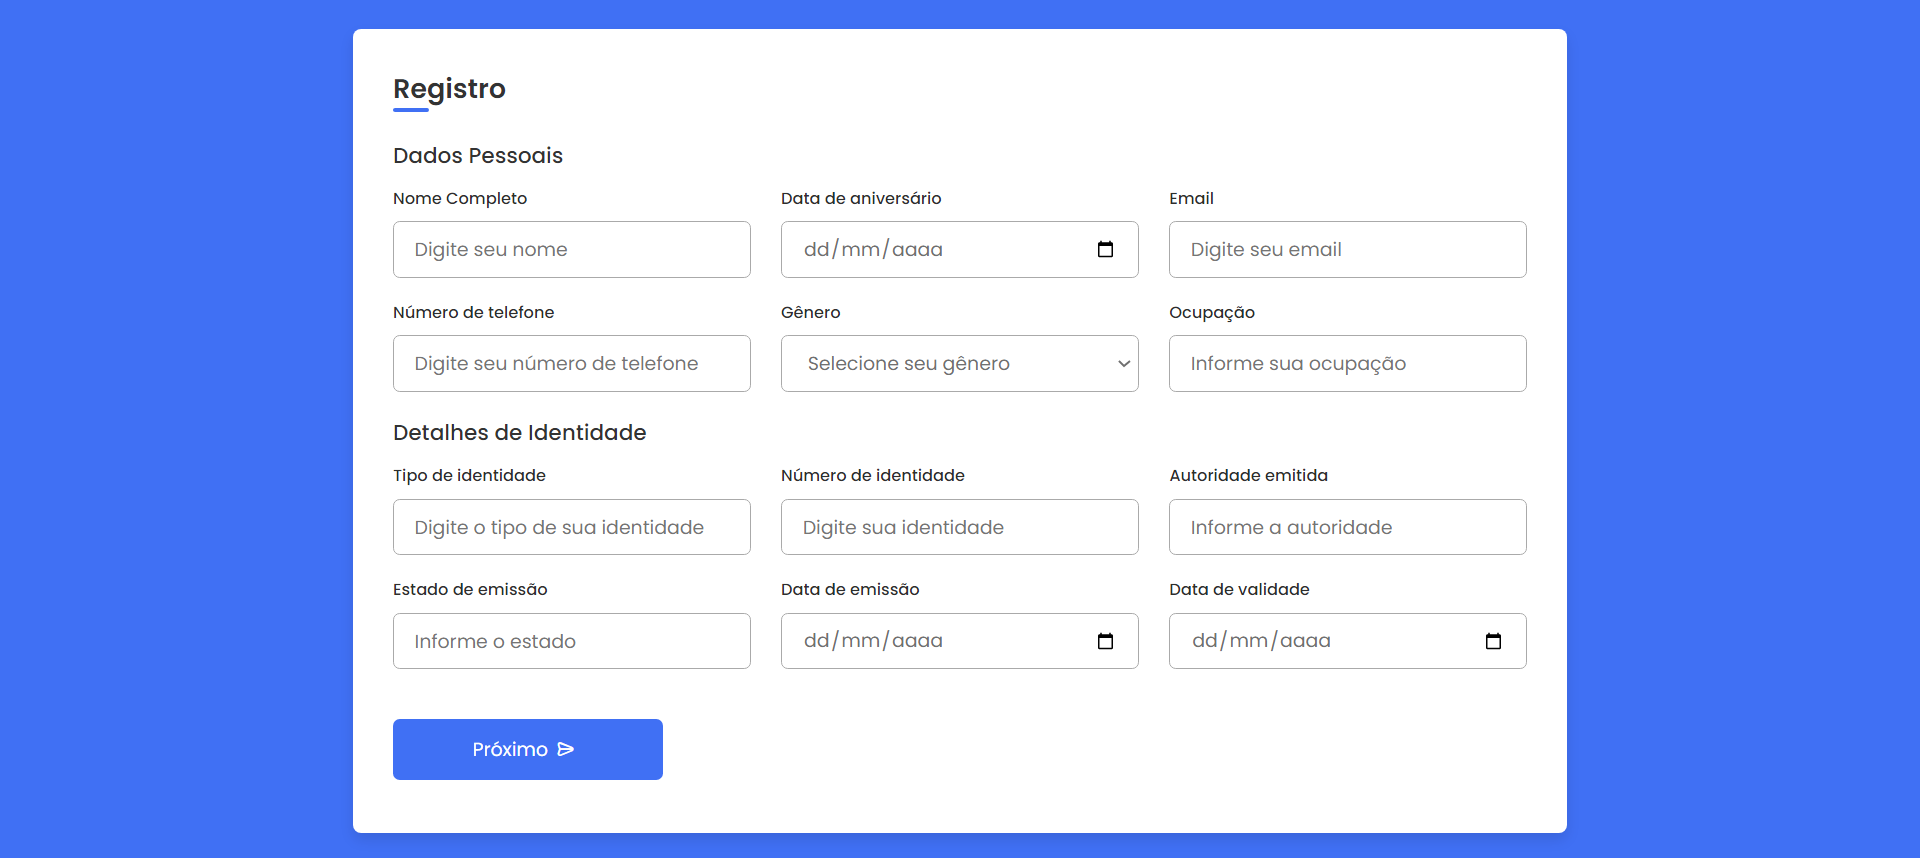 Registro
Dados Pessoais
Nome Completo
Data de aniversário
Email
Digite seu nome
dd/mm/aaaa
Digite seu email
Número de telefone
Gênero
Ocupação
Digite seu número de telefone
Selecione seu gênero
Informe sua ocupação
Detalhes de Identidade
Tipo de identidade
Número de identidade
Autoridade emitida
Digite o tipo de sua identidade
Digite sua identidade
Informe a autoridade
Estado de emissão
Data de emissão
Data de validade
Informe o estado
dd/mm/aaaa
dd/mm/aaaa
Próximo